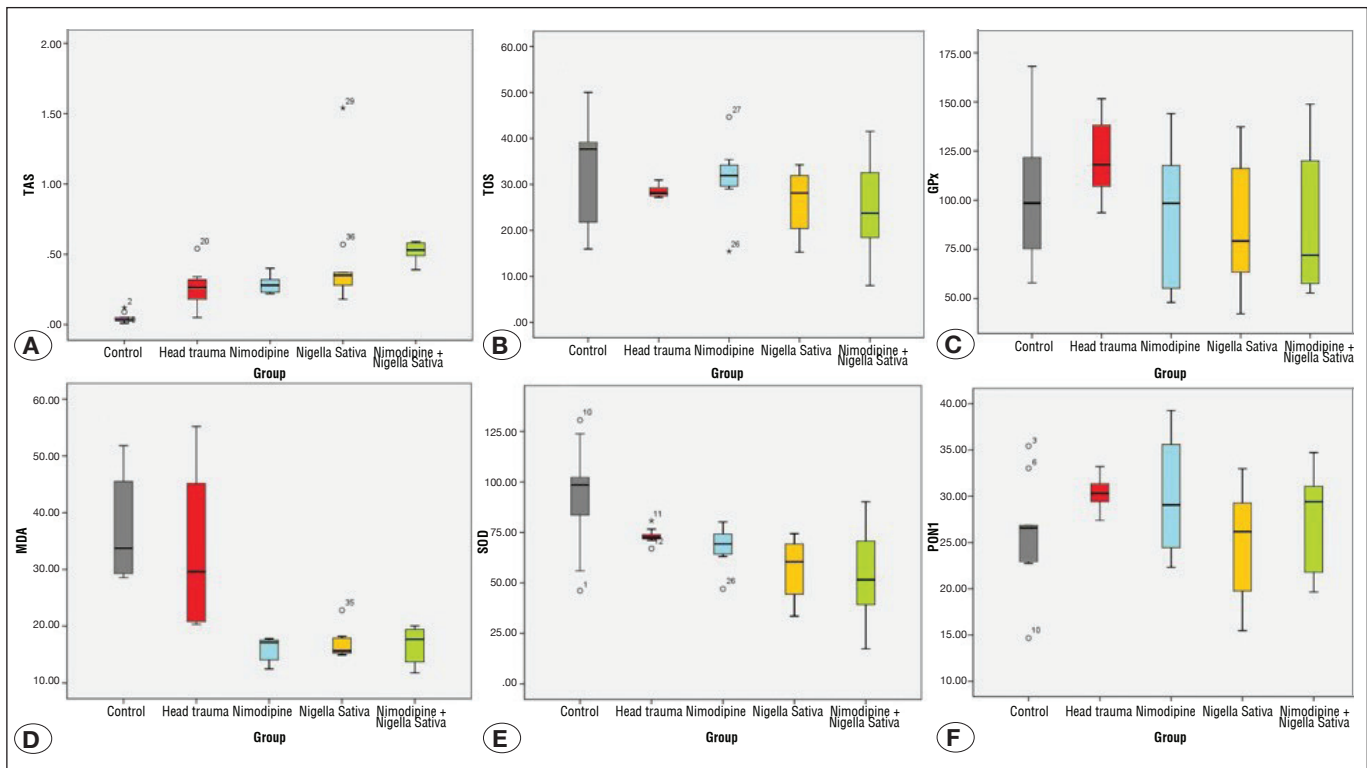 2.00
1.50
1.00
.50
.00
TAS
2
20
29
36
Control
Head trauma
Nimodipine
Nigella Sativa
Nimodipine +
Nigella Sativa
Group
A
60.00
50.00
40.00
30.00
20.00
10.00
.00
TOS
27
26
Control
Head trauma
Nimodipine
Nigella Sativa
Nimodipine +
Nigella Sativa
Group
B
175.00
150.00
125.00
100.00
75.00
50.00
GPx
Control
Head trauma
Nimodipine
Nigella Sativa
Nimodipine +
Nigella Sativa
Group
C
60.00
50.00
40.00
30.00
20.00
10.00
MDA
35
Control
Head trauma
Nimodipine
Nigella Sativa
Nimodipine +
Nigella Sativa
Group
D
125.00
100.00
75.00
50.00
25.00
.00
SOD
10
1
11
12
26
Control
Head trauma
Nimodipine
Nigella Sativa
Nimodipine +
Nigella Sativa
Group
E
40.00
35.00
30.00
25.00
20.00
15.00
10.00
PON1
3
6
10
Control
Head trauma
Nimodipine
Nigella Sativa
Nimodipine +
Nigella Sativa
Group
F